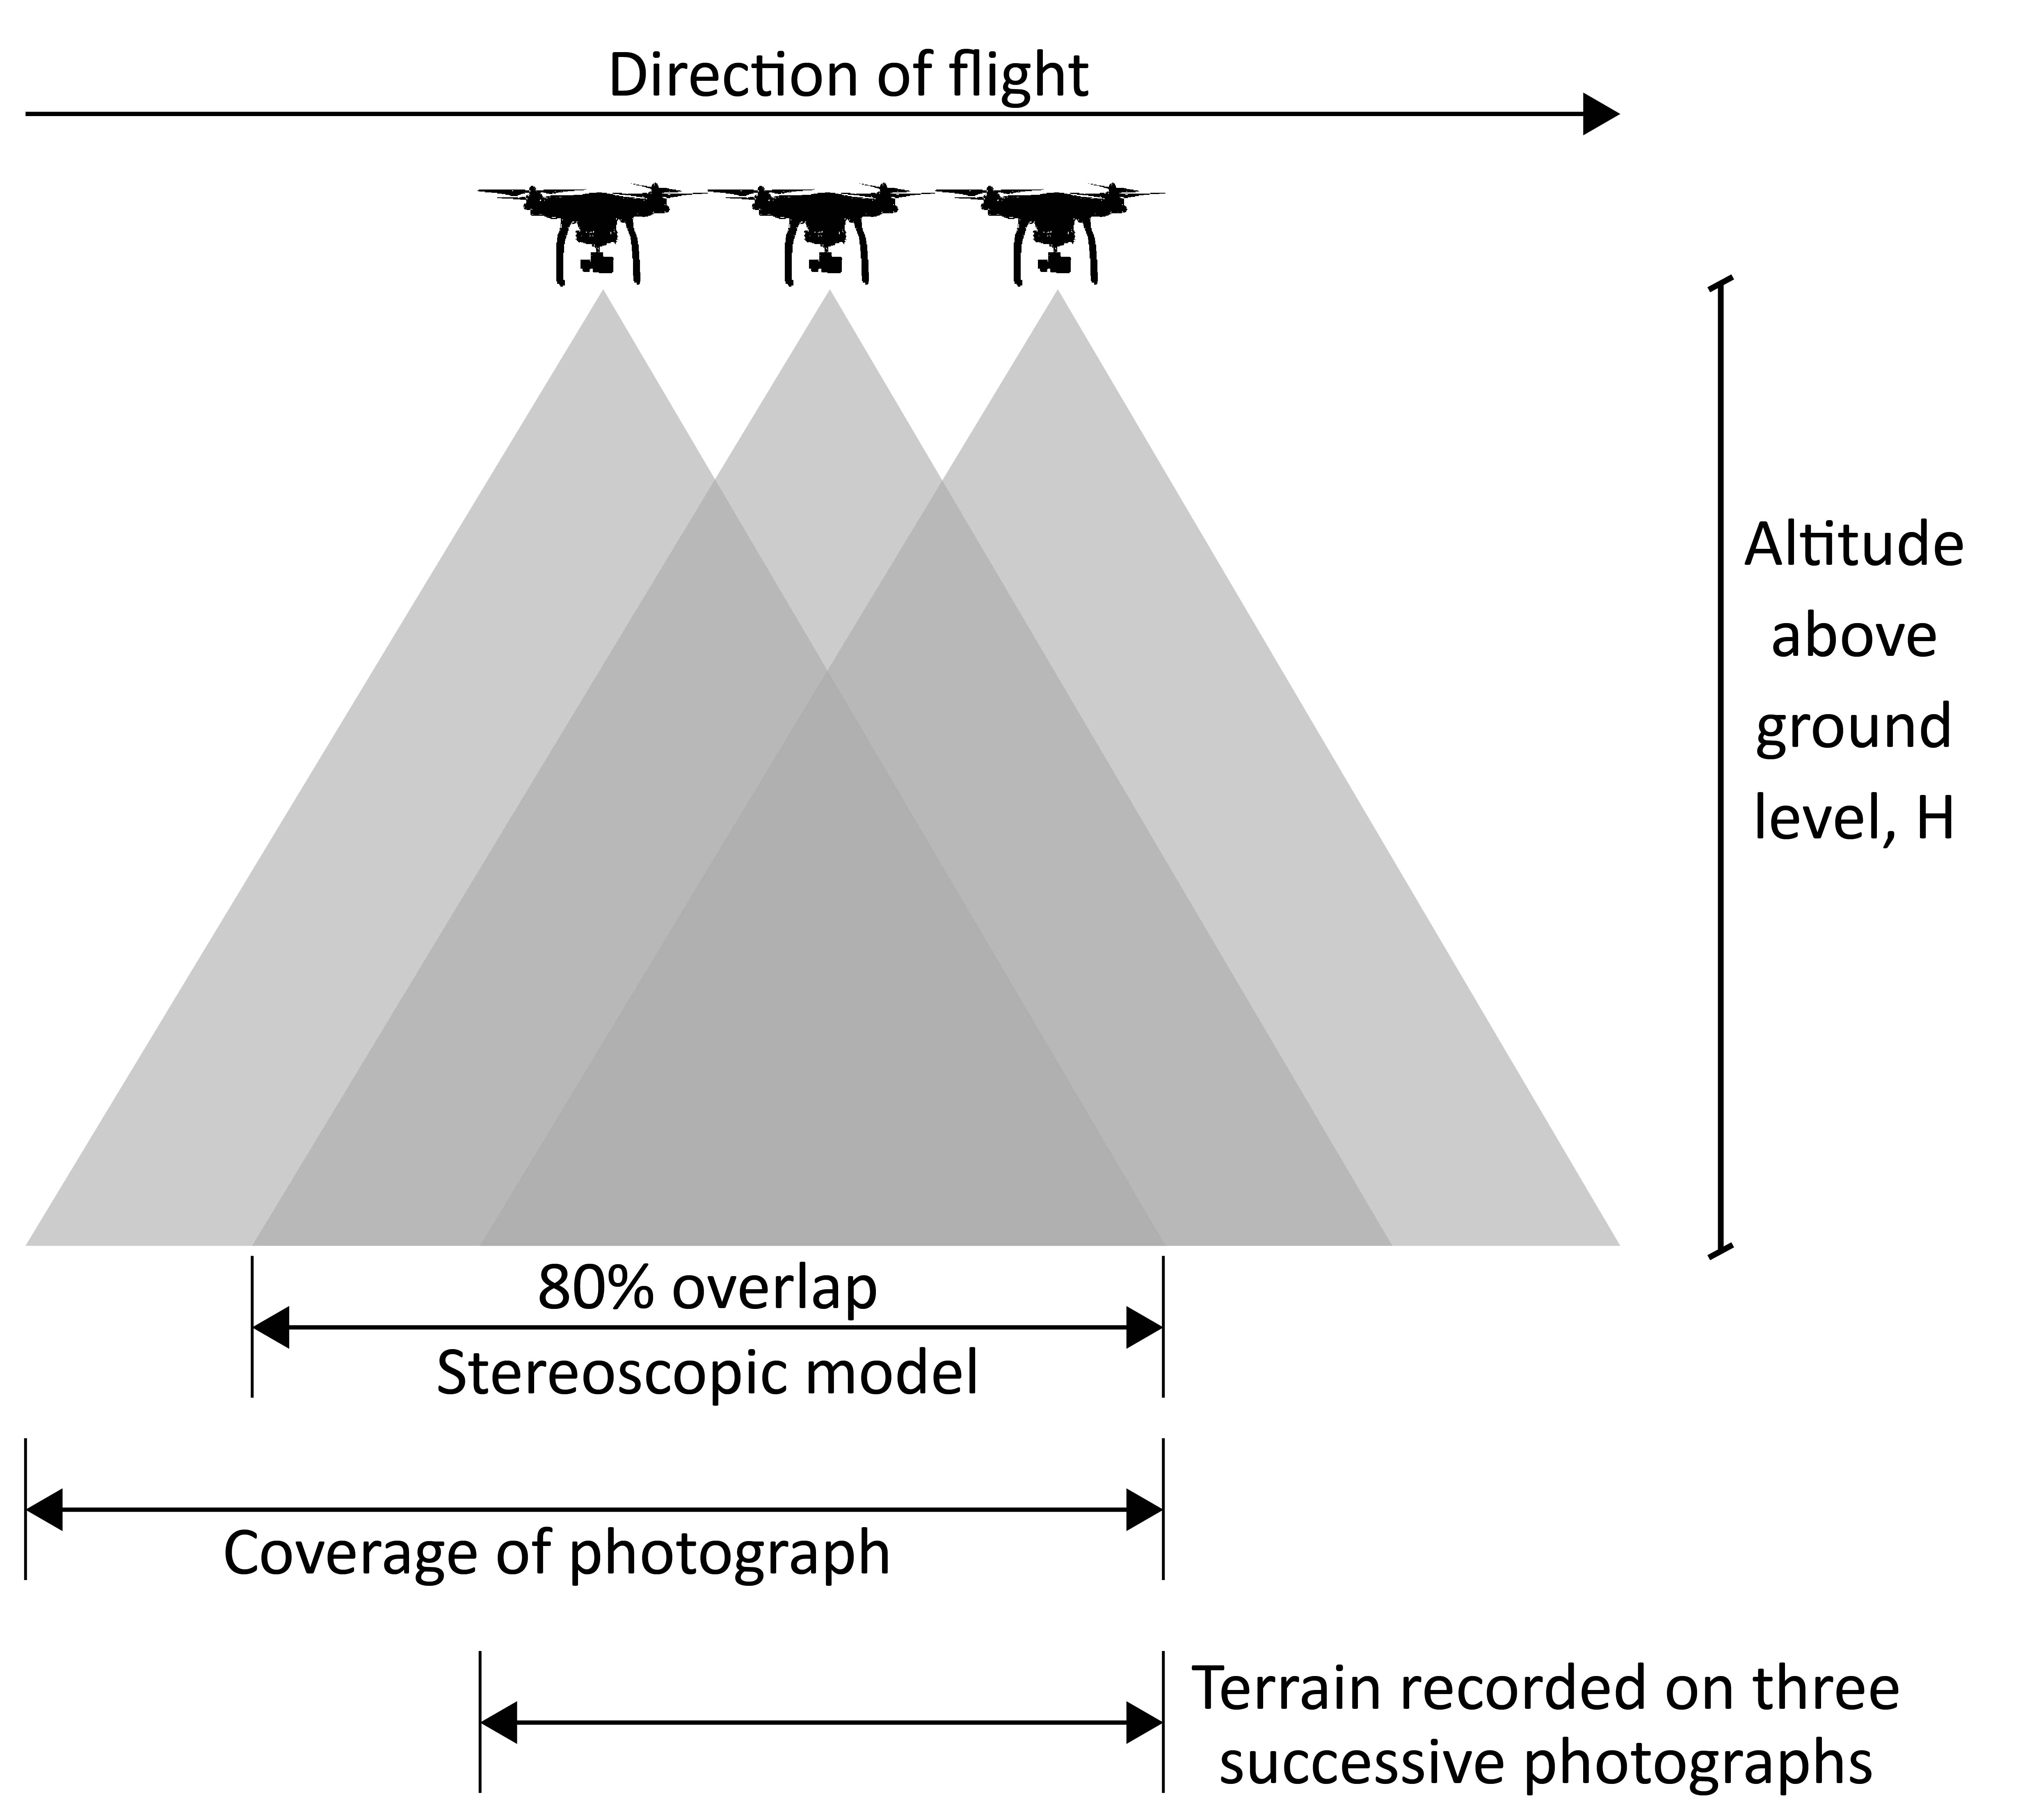 Direction of flight
Altitude
above
ground
level, H
80% overlap
Stereoscopic model
Coverage of photograph
Terrain recorded on three
successive photographs